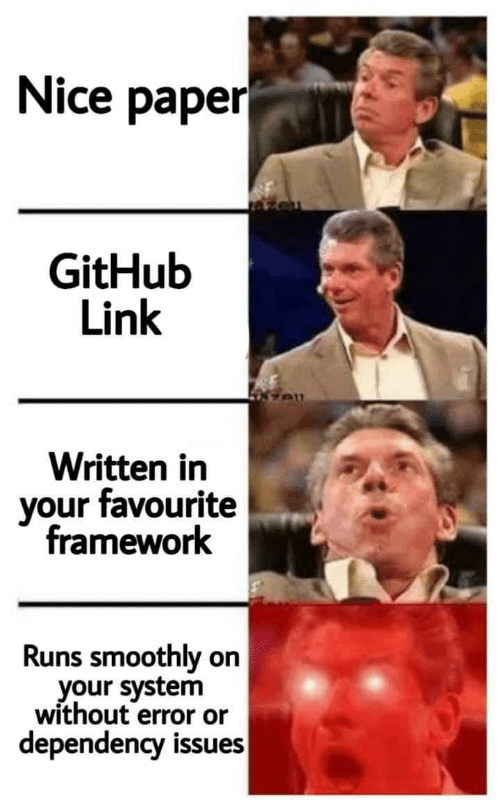 Nice paper
GitHub
Link
Written in
your favourite
framework
Runs smoothly on
your system
without error or
dependency issues